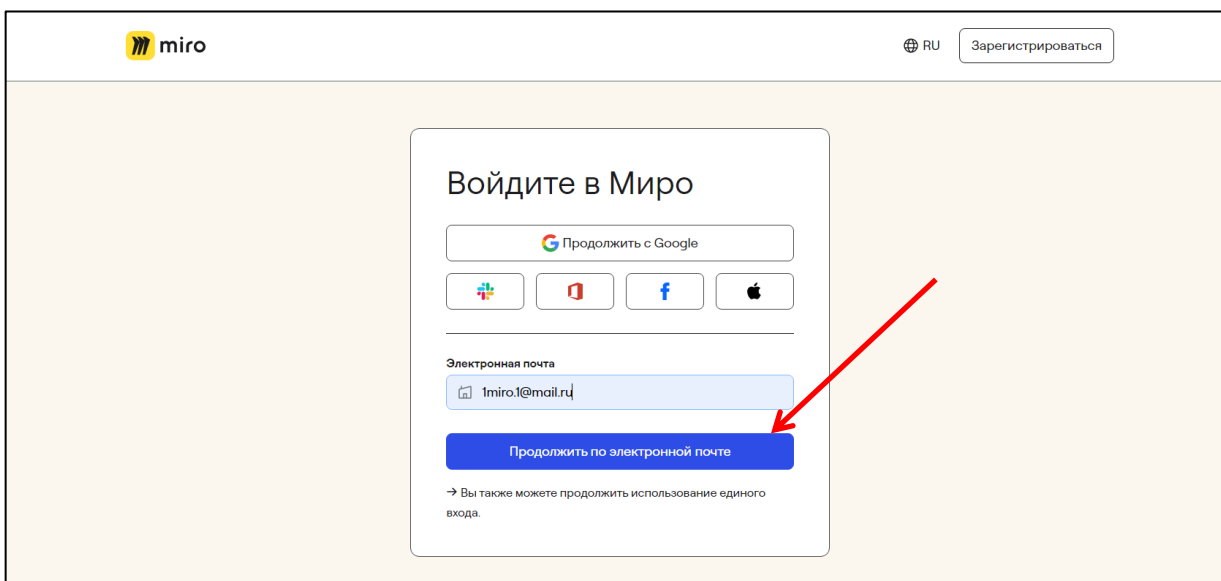 miro
RU
Зарегистрироваться
Войдите в Миро
Продолжить с Google
Электронная почта
1miro.1@mail.ru
Продолжить по электронной почте
→ Вы также можете продолжить использование единого
входа.